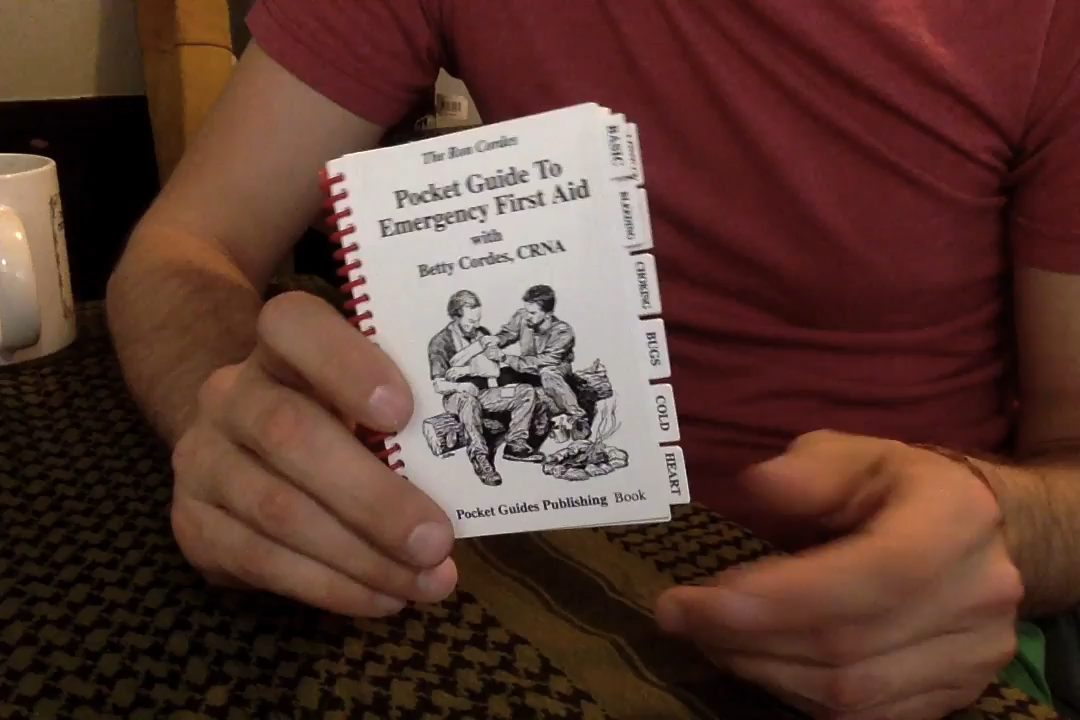 The Ron Cordes
Pocket Guide To
Emergency First Aid
with
Betty Cordes, CRNA
Pocket Guides Publishing Book
BASIC
BLEEDING
CHOKING
BUGS
COLD
HEART